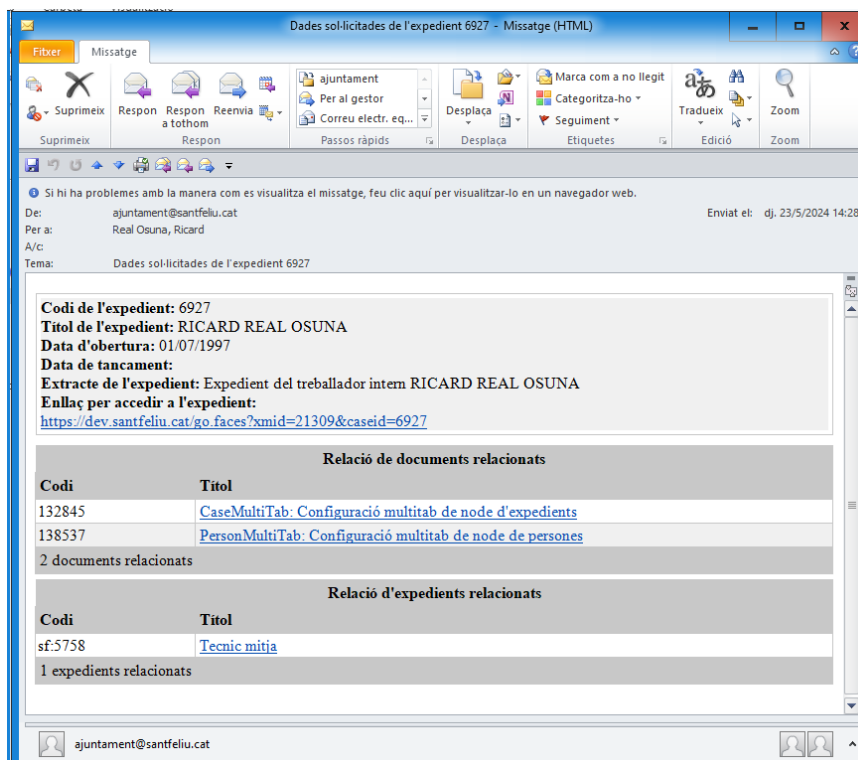 Dades sol·licitades de l'expedient 6927 - Missatge (HTML)
Fitxer Missatge
Suprimeix
Respon
Respon a tothom
Reenvia
ajuntament
Per al gestor
Correu electr. eq...
Desplaça
Marca com a no llegit
Categoritza-ho
Seguiment
Tradueix
Zoom
Suprimeix Respon Passos ràpids Desplaça Etiquetes Edició Zoom
Si hi ha problemes amb la manera com es visualitza el missatge, feu clic aquí per visualitzar-lo en un navegador web.
De: ajuntament@santfeliu.cat Enviat el: dj. 23/5/2024 14:28
Per a: Real Osuna, Ricard
A/c:
Tema: Dades sol·licitades de l'expedient 6927
Codi de l'expedient: 6927
Títol de l'expedient: RICARD REAL OSUNA
Data d'obertura: 01/07/1997
Data de tancament:
Extracte de l'expedient: Expedient del treballador intern RICARD REAL OSUNA
Enllaç per accedir a l'expedient:
https://dev.santfeliu.cat/go.faces?xmid=21309&caseid=6927
Relació de documents relacionats
Codi Títol
132845 CaseMultiTab: Configuració multitab de node d'expedients
138537 PersonMultiTab: Configuració multitab de node de persones
2 documents relacionats
Relació d'expedients relacionats
Codi Títol
sf:5758 Tecnic mitja
1 expedients relacionats
ajuntament@santfeliu.cat